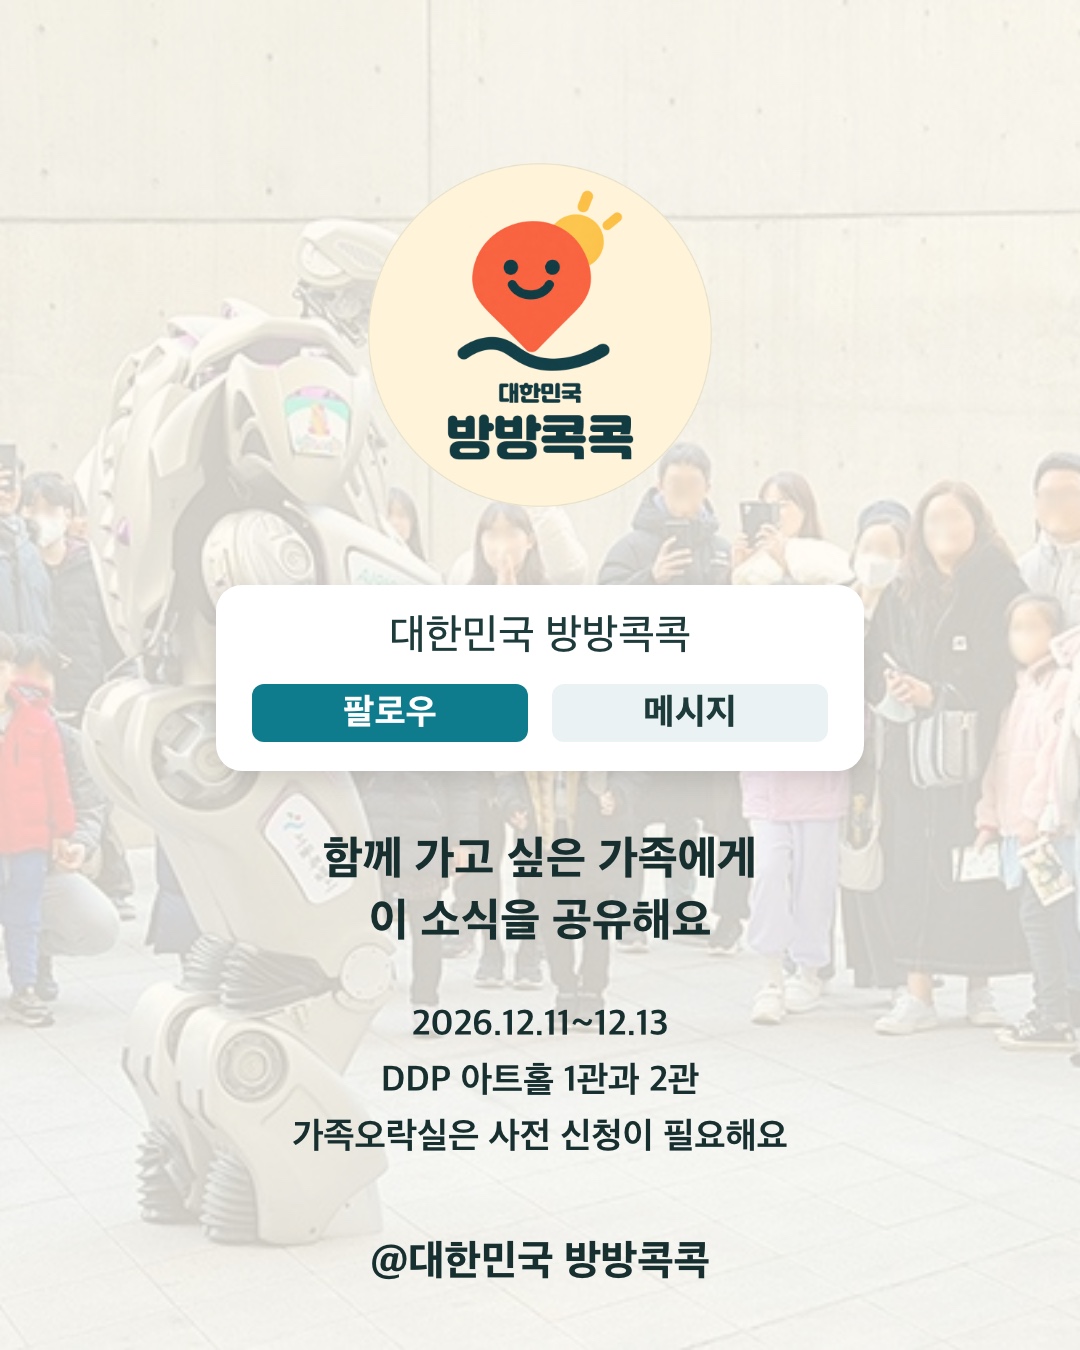 대한민국
방방콕콕
대한민국 방방콕콕
팔로우
메시지
함께 가고 싶은 가족에게
이 소식을 공유해요
2026.12.11~12.13
DDP 아트홀 1관과 2관
가족오락실은 사전 신청이 필요해요
@대한민국 방방콕콕